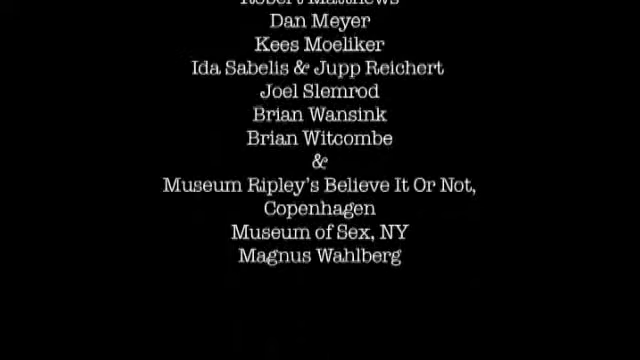 Robert Matthews
Dan Meyer
Kees Moeliker
Ida Sabelis & Jupp Reichert
Joel Slemrod
Brian Wansink
Brian Witcombe
&
Museum Ripley's Believe It Or Not,
Copenhagen
Museum of Sex, NY
Magnus Wahlberg